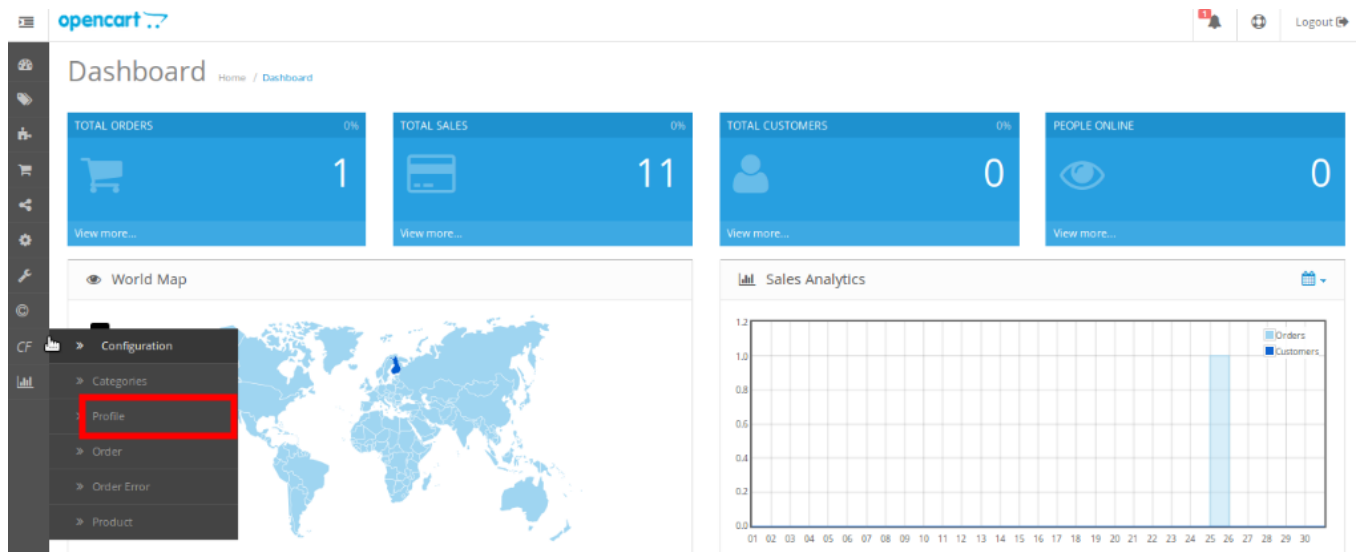 opencart
1
Logout
Dashboard
Home / Dashboard
TOTAL ORDERS 0%
1
View more...
TOTAL SALES 0%
11
View more...
TOTAL CUSTOMERS 0%
0
View more...
PEOPLE ONLINE
0
View more...
World Map
Sales Analytics
CF
» Configuration
» Categories
Profile
» Order
» Order Error
» Product
1.2
1.0
0.8
0.6
0.4
0.2
0.0
Orders
Customers
01 02 03 04 05 06 07 08 09 10 11 12 13 14 15 16 17 18 19 20 21 22 23 24 25 26 27 28 29 30